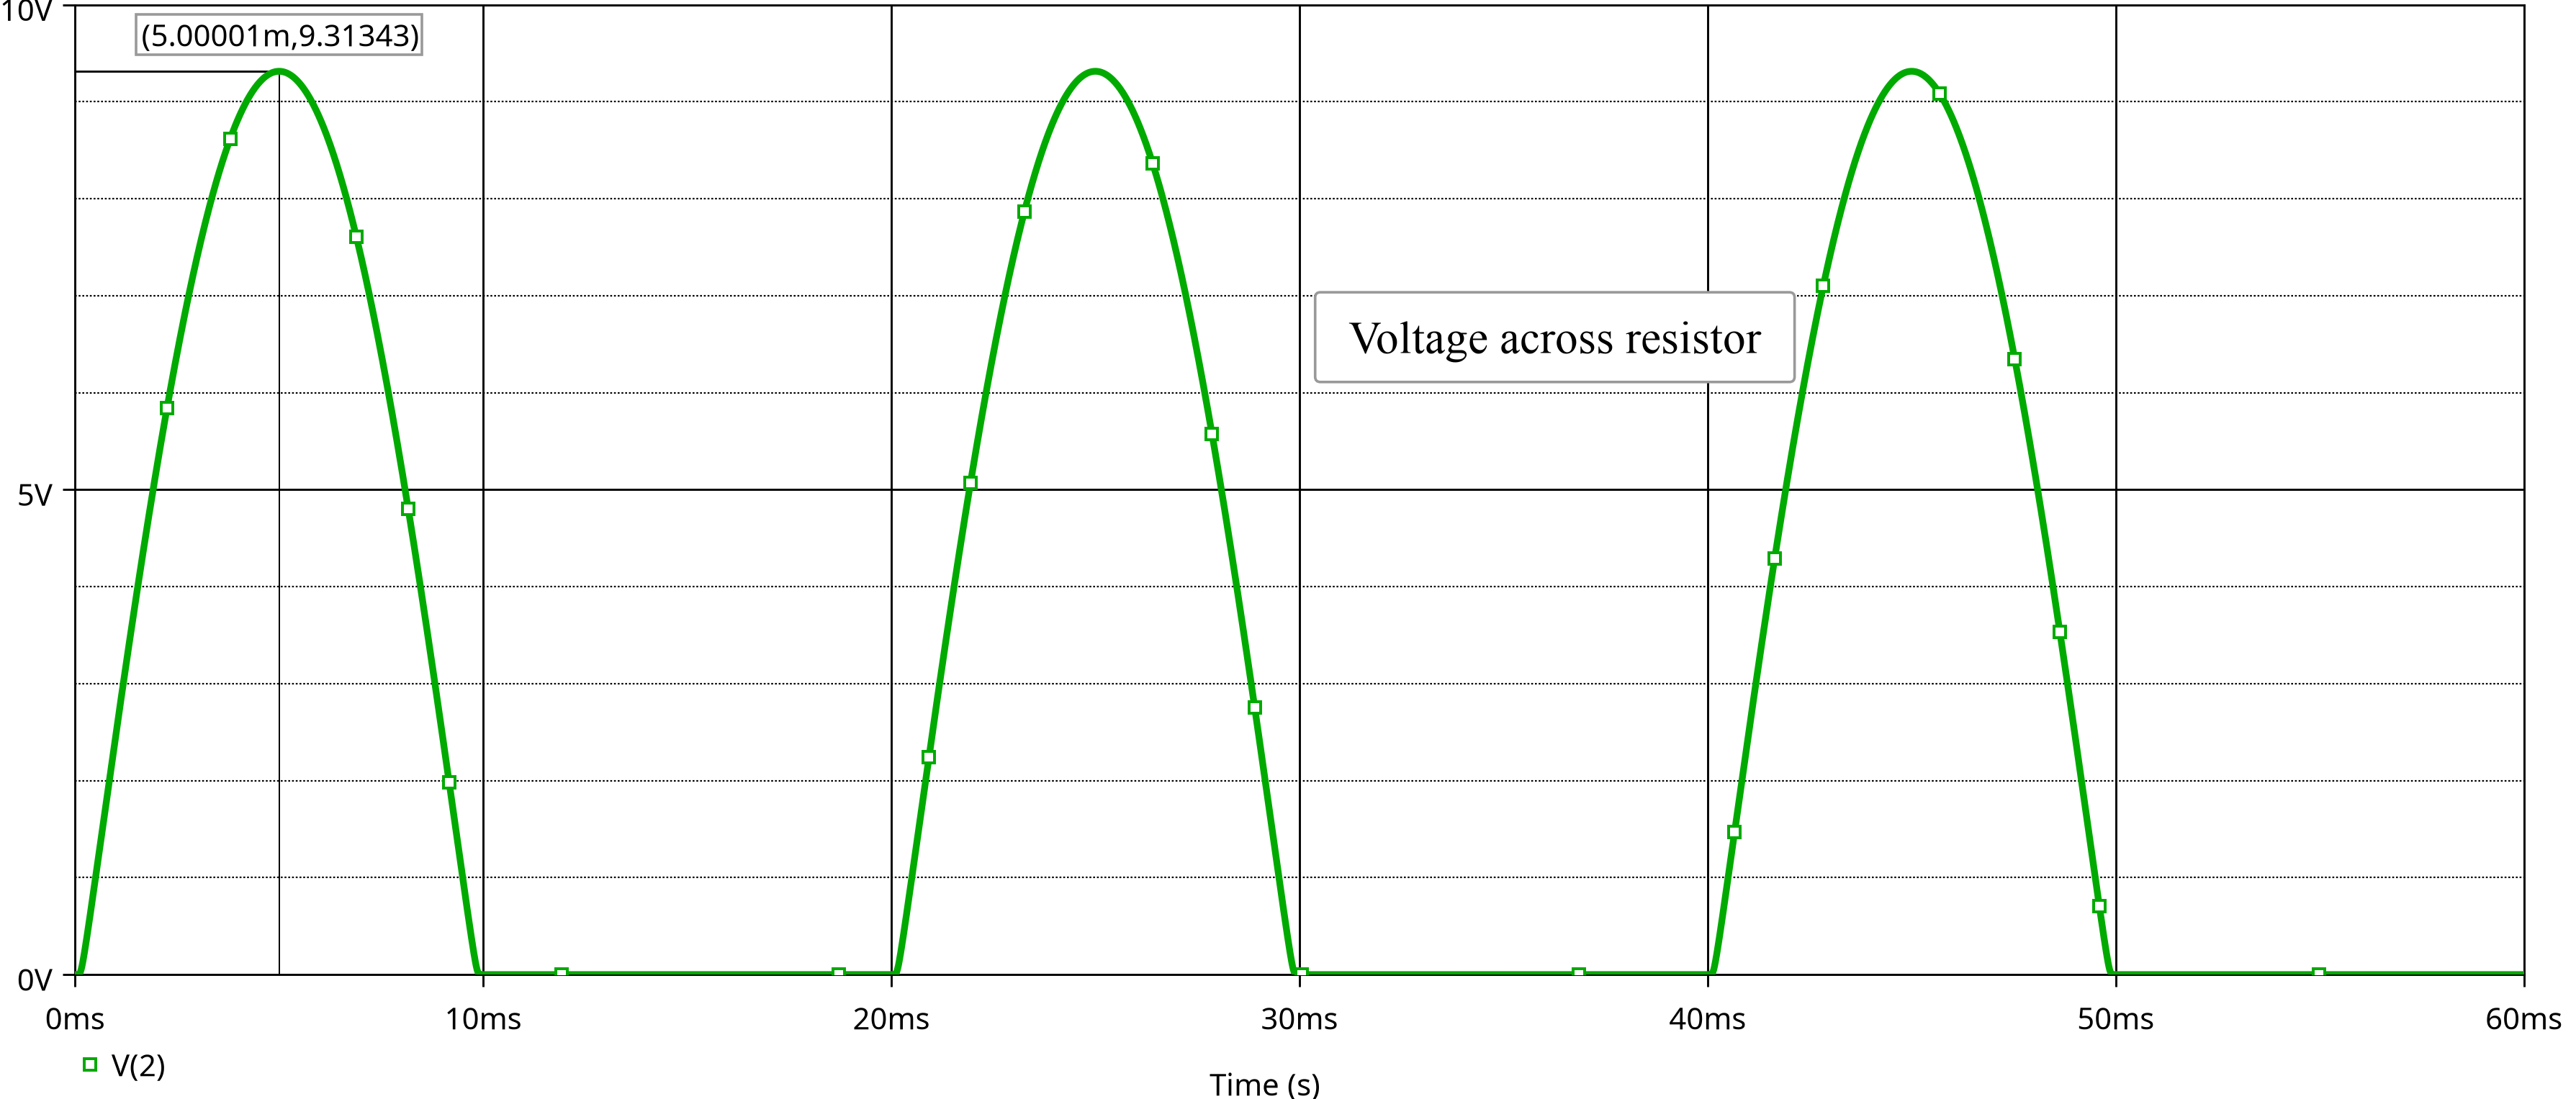 10V
(5.00001m,9.31343)
Voltage across resistor
5V
0V
0ms 10ms 20ms 30ms 40ms 50ms 60ms
V(2)
Time (s)